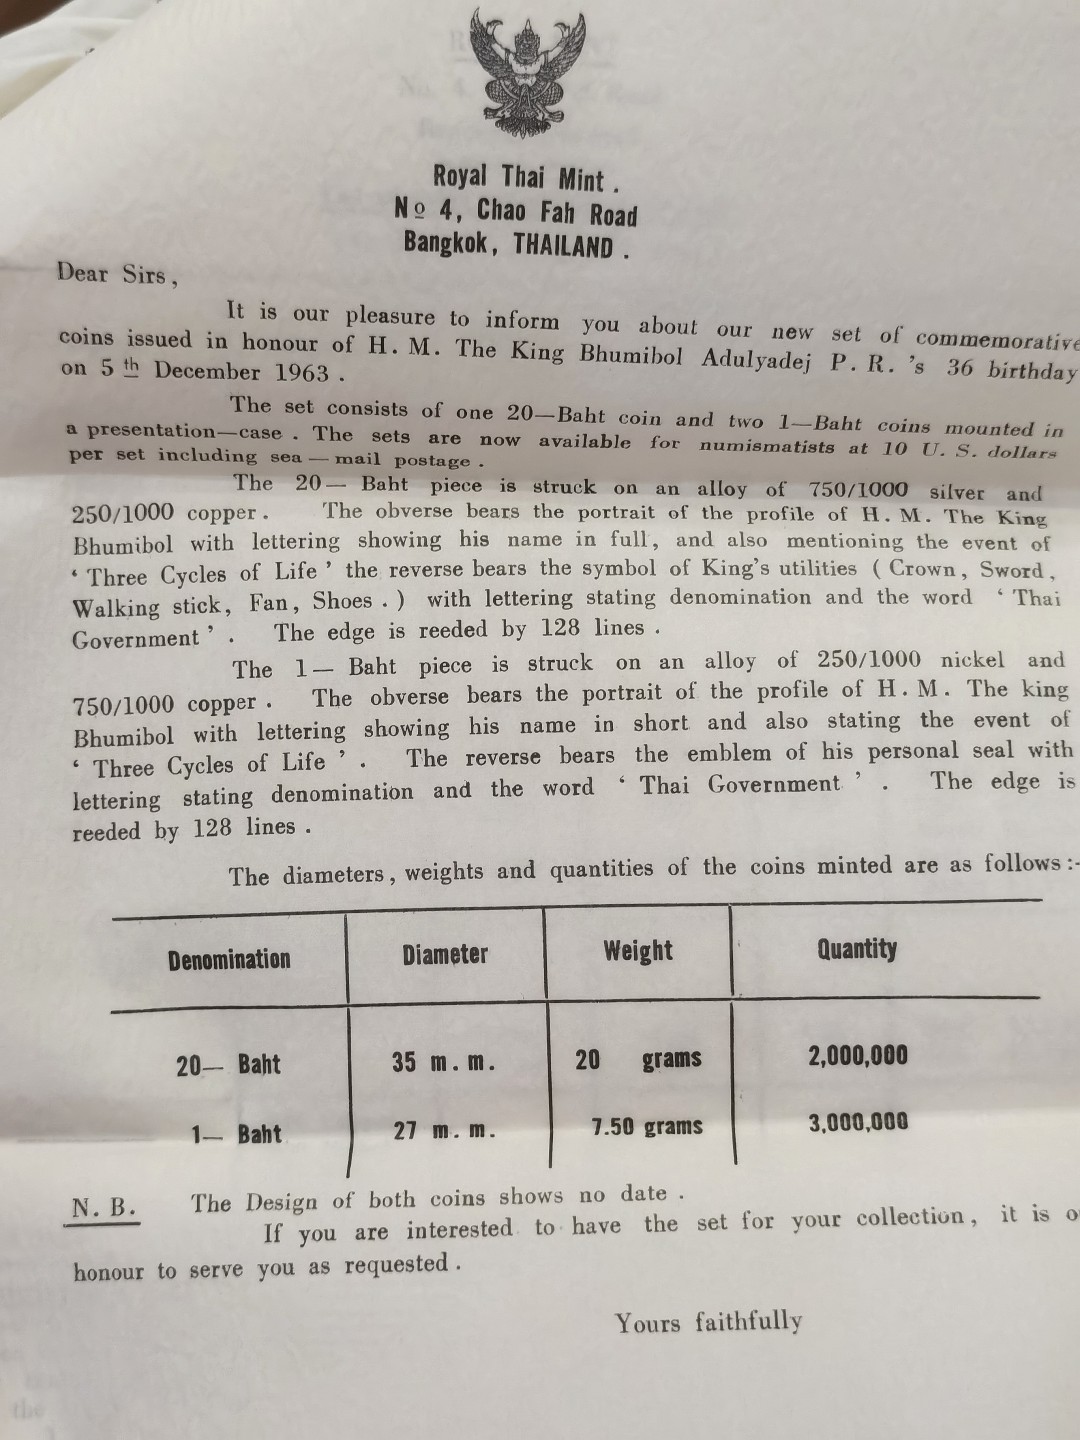 Royal Thai Mint .
Nº 4, Chao Fah Road
Bangkok, THAILAND .
Dear Sirs,
It is our pleasure to inform you about our new set of commemorative
coins issued in honour of H. M. The King Bhumibol Adulyadej P. R. 's 36 birthday
on 5 th December 1963 .
The set consists of one 20—Baht coin and two 1—Baht coins mounted in
a presentation—case . The sets are now available for numismatists at 10 U. S. dollars
per set including sea — mail postage .
The 20— Baht piece is struck on an alloy of 750/1000 silver and
250/1000 copper . The obverse bears the portrait of the profile of H. M. The King
Bhumibol with lettering showing his name in full, and also mentioning the event of
‘ Three Cycles of Life ’ the reverse bears the symbol of King's utilities ( Crown, Sword,
Walking stick, Fan, Shoes . ) with lettering stating denomination and the word ‘ Thai
Government ’ . The edge is reeded by 128 lines .
The 1— Baht piece is struck on an alloy of 250/1000 nickel and
750/1000 copper . The obverse bears the portrait of the profile of H. M. The king
Bhumibol with lettering showing his name in short and also stating the event of
‘ Three Cycles of Life ’ . The reverse bears the emblem of his personal seal with
lettering stating denomination and the word ‘ Thai Government ’ . The edge is
reeded by 128 lines .
The diameters, weights and quantities of the coins minted are as follows :-
Denomination Diameter Weight Quantity
20— Baht 35 m. m. 20 grams 2,000,000
1— Baht 27 m. m. 7.50 grams 3,000,000
N. B. The Design of both coins shows no date .
If you are interested to have the set for your collection, it is
honour to serve you as requested .
Yours faithfully
the